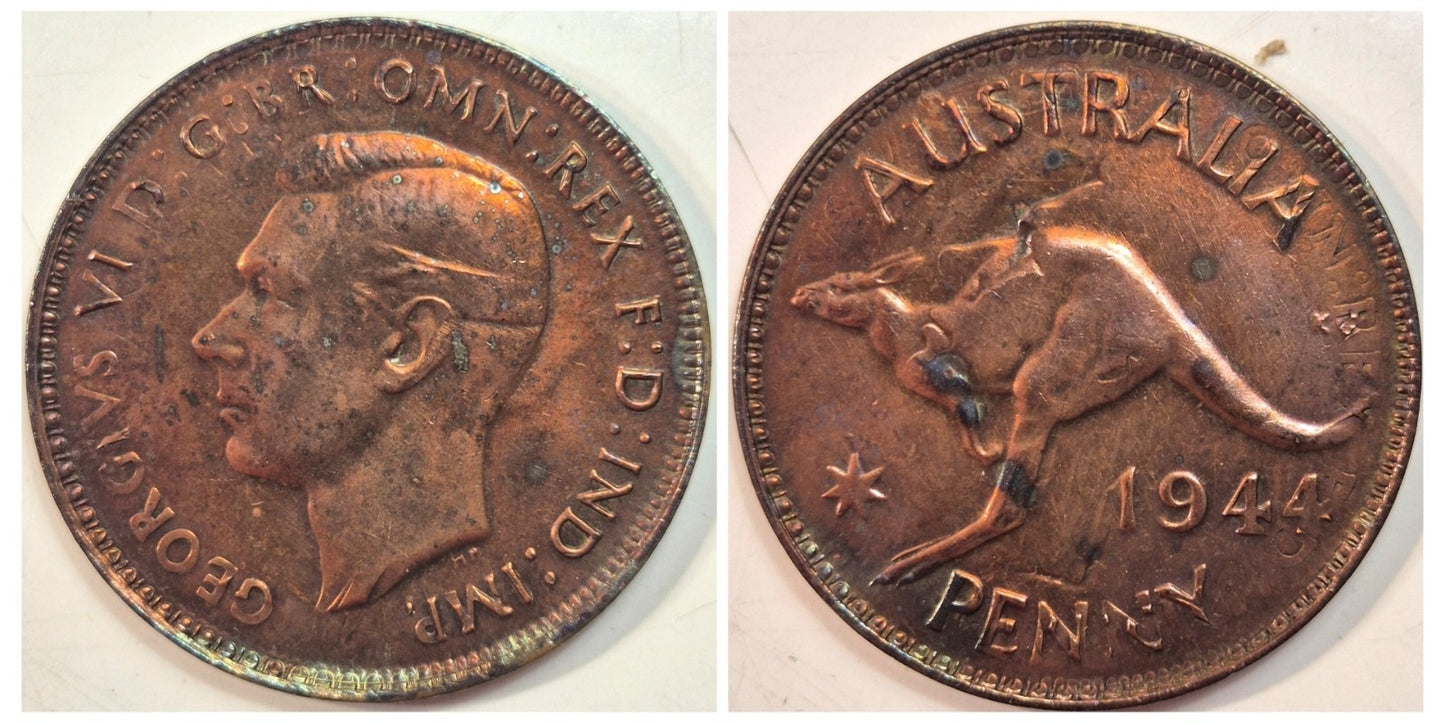 GEORGIVS VI D:G:BR:OMN:REX F:D:IND:IMP.
AUSTRALIA
1944
PENNY